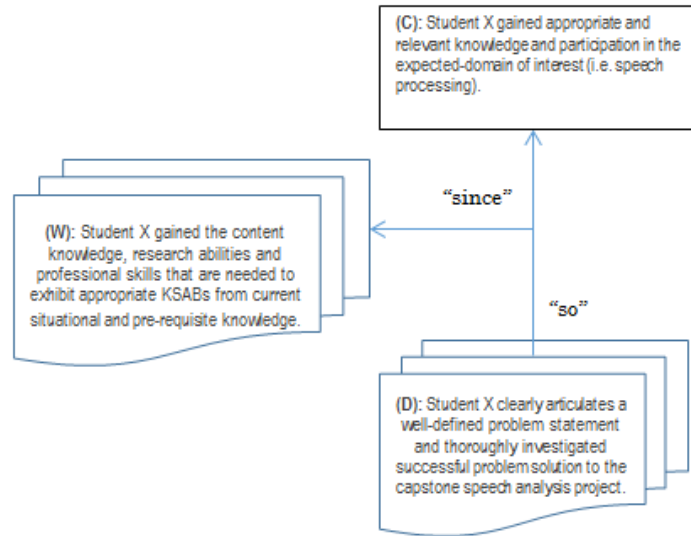 (C): Student X gained appropriate and
relevant knowledge and participation in the
expected-domain of interest (i.e. speech
processing).
“since”
(W): Student X gained the content
knowledge, research abilities and
professional skills that are needed to
exhibit appropriate KSABs from current
situational and pre-requisite knowledge.
“so”
(D): Student X clearly articulates a
well-defined problem statement
and thoroughly investigated
successful problem solution to the
capstone speech analysis project.